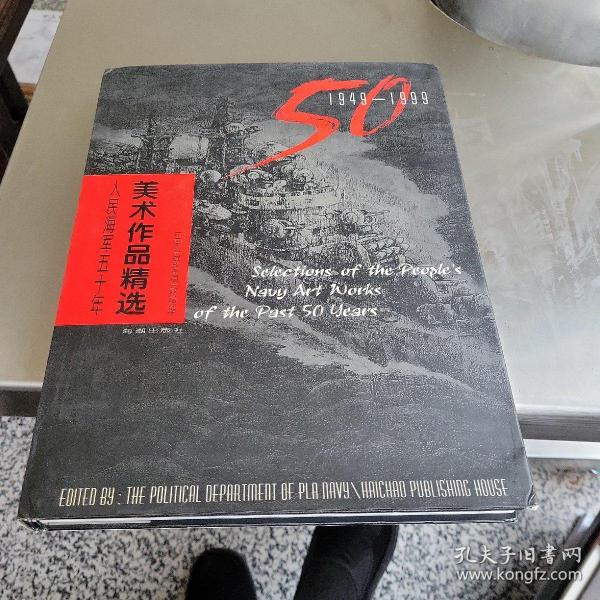 50
1949—1999
人民海军五十年
美术作品精选
海潮出版社
Selections of the People's
Navy Art Works
of the Past 50 Years
EDITED BY : THE POLITICAL DEPARTMENT OF PLA NAVY \ HAICHAO PUBLISHING HOUSE
孔夫子旧书网
www.kongfz.com